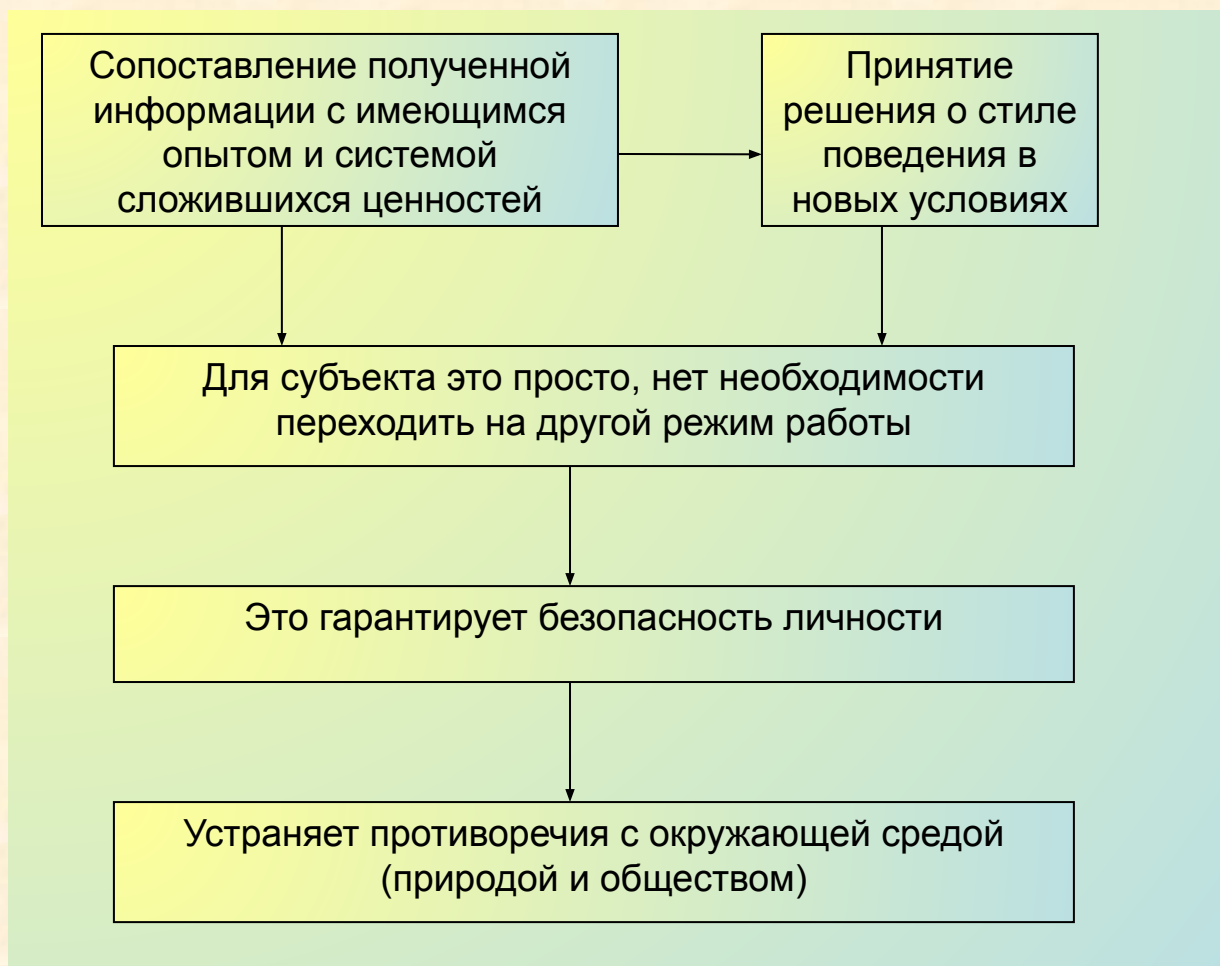 Сопоставление полученной
информации с имеющимся
опытом и системой
сложившихся ценностей
Принятие
решения о стиле
поведения в
новых условиях
Для субъекта это просто, нет необходимости
переходить на другой режим работы
Это гарантирует безопасность личности
Устраняет противоречия с окружающей средой
(природой и обществом)